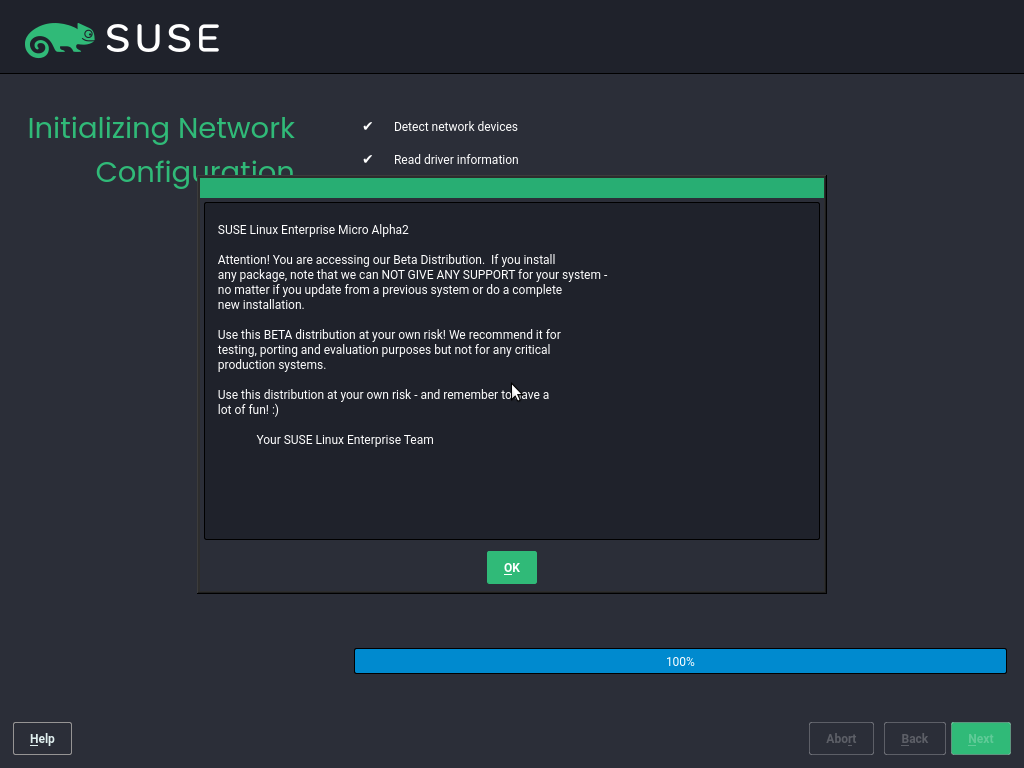 SUSE
Initializing Network
Configuration
✔ Detect network devices
✔ Read driver information
SUSE Linux Enterprise Micro Alpha2
Attention! You are accessing our Beta Distribution.  If you install
any package, note that we can NOT GIVE ANY SUPPORT for your system -
no matter if you update from a previous system or do a complete
new installation.
Use this BETA distribution at your own risk! We recommend it for
testing, porting and evaluation purposes but not for any critical
production systems.
Use this distribution at your own risk - and remember to have a
lot of fun! :)
Your SUSE Linux Enterprise Team
OK
100%
Help
Abort
Back
Next